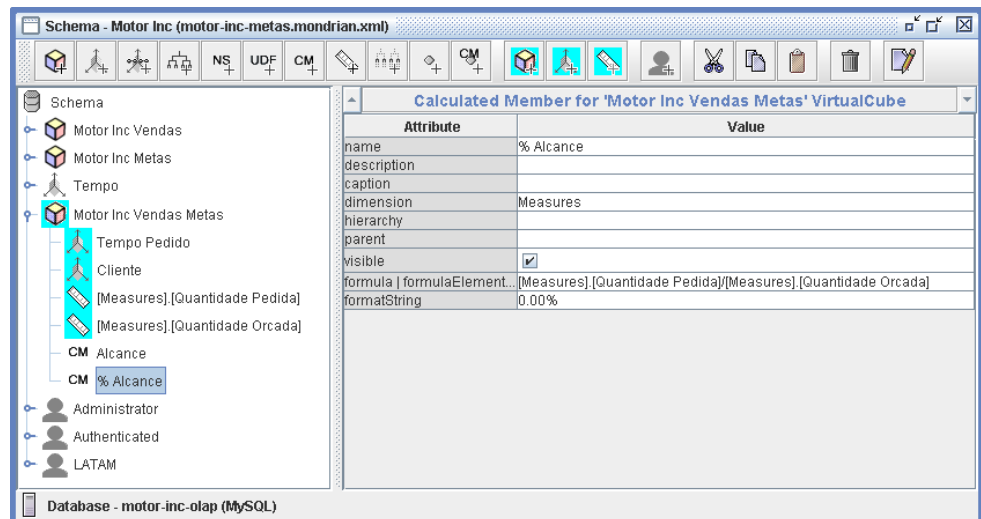 Schema - Motor Inc (motor-inc-metas.mondrian.xml)
NS UDF CM CM
Schema
Motor Inc Vendas
Motor Inc Metas
Tempo
Motor Inc Vendas Metas
Tempo Pedido
Cliente
[Measures].[Quantidade Pedida]
[Measures].[Quantidade Orcada]
CM Alcance
CM % Alcance
Administrator
Authenticated
LATAM
Calculated Member for 'Motor Inc Vendas Metas' VirtualCube
Attribute Value
name % Alcance
description
caption
dimension Measures
hierarchy
parent
visible
formula | formulaElement... [Measures].[Quantidade Pedida]/[Measures].[Quantidade Orcada]
formatString 0.00%
Database - motor-inc-olap (MySQL)